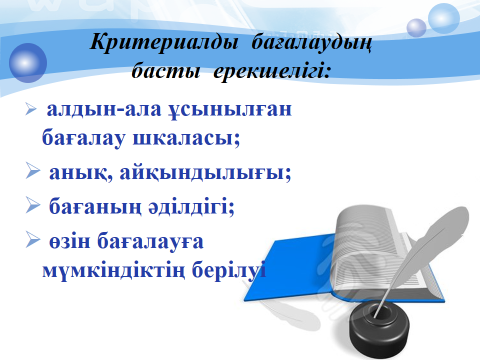 Критериалды бағалаудың
басты ерекшелігі:
алдын-ала ұсынылған
бағалау шкаласы;
анық, айқындылығы;
бағаның әділдігі;
өзін бағалауға
мүмкіндіктің берілуі